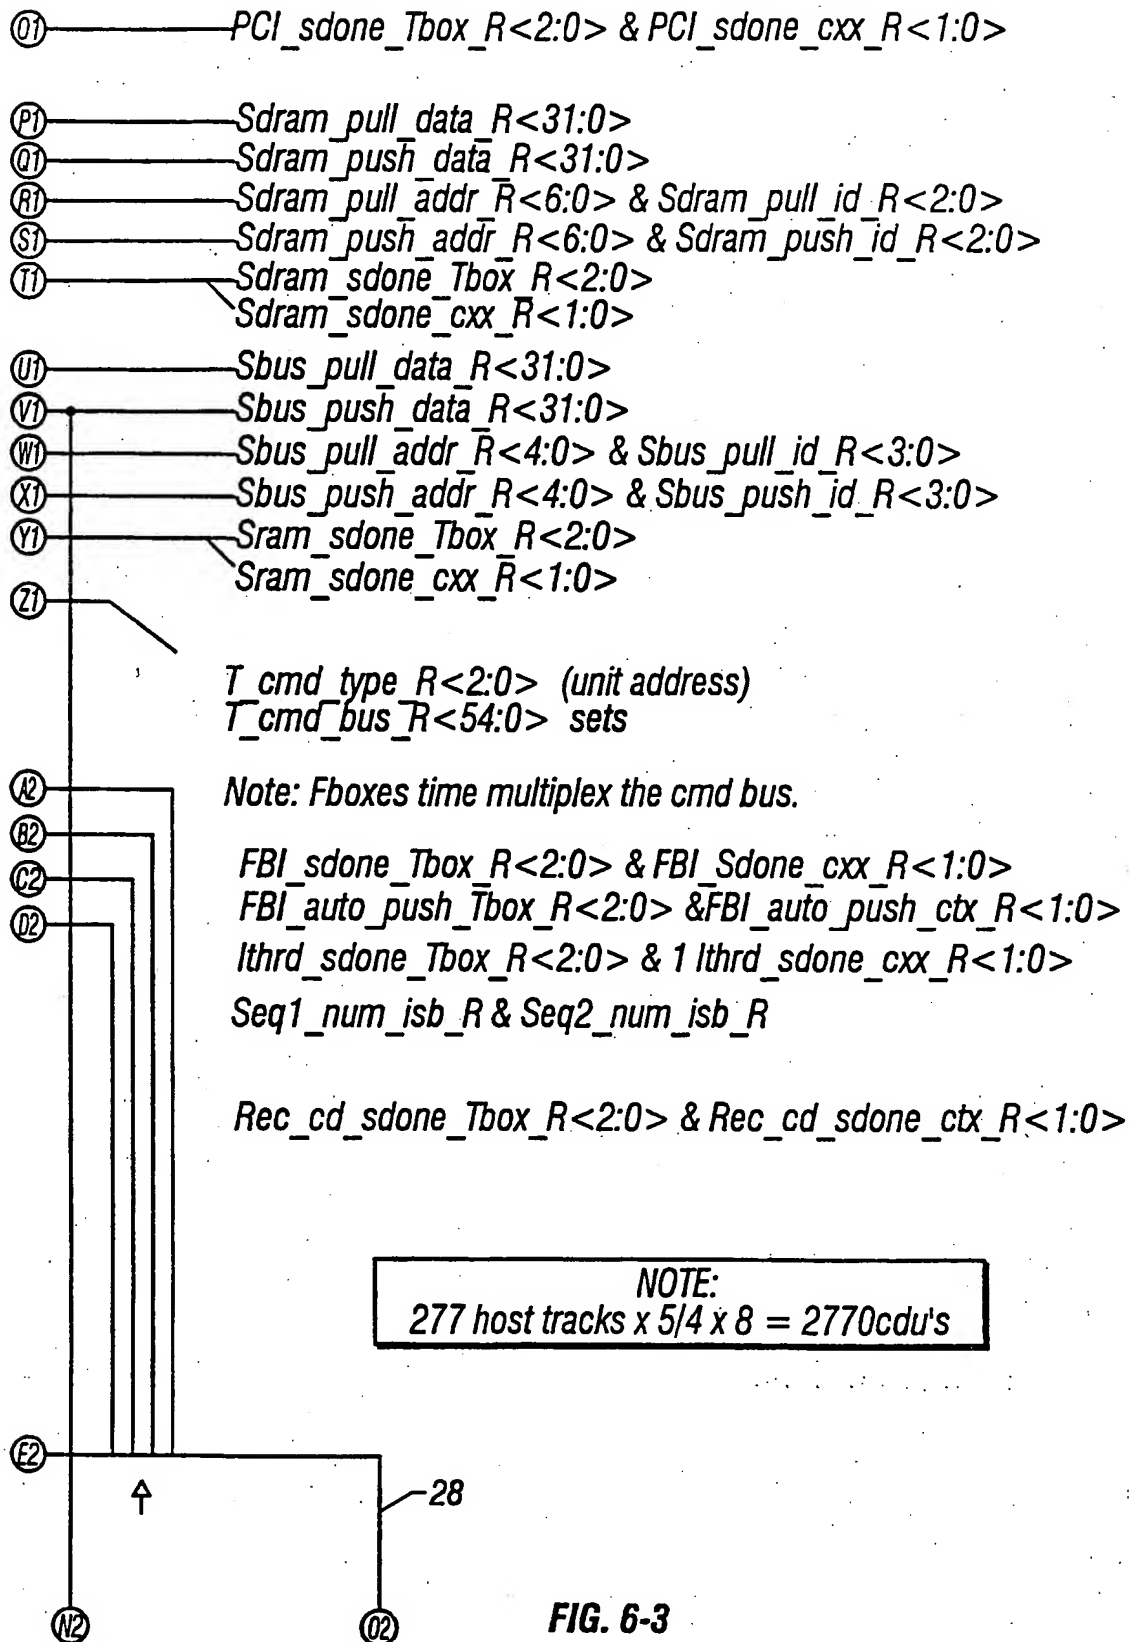 O1 PCI_sdone_Tbox_R<2:0> & PCI_sdone_cxx_R<1:0>
P1 Sdram_pull_data_R<31:0>
Q1 Sdram_push_data_R<31:0>
R1 Sdram_pull_addr_R<6:0> & Sdram_pull_id_R<2:0>
S1 Sdram_push_addr_R<6:0> & Sdram_push_id_R<2:0>
T1 Sdram_sdone_Tbox_R<2:0>
Sdram_sdone_cxx_R<1:0>
U1 Sbus_pull_data_R<31:0>
V1 Sbus_push_data_R<31:0>
W1 Sbus_pull_addr_R<4:0> & Sbus_pull_id_R<3:0>
X1 Sbus_push_addr_R<4:0> & Sbus_push_id_R<3:0>
Y1 Sram_sdone_Tbox_R<2:0>
Sram_sdone_cxx_R<1:0>
Z1
T_cmd_type_R<2:0> (unit address)
T_cmd_bus_R<54:0> sets
A2 Note: Fboxes time multiplex the cmd bus.
B2
FBI_sdone_Tbox_R<2:0> & FBI_Sdone_cxx_R<1:0>
C2
FBI_auto_push_Tbox_R<2:0> &FBI_auto_push_ctx_R<1:0>
D2
Ithrd_sdone_Tbox_R<2:0> & 1 Ithrd_sdone_cxx_R<1:0>
Seq1_num_isb_R & Seq2_num_isb_R
Rec_cd_sdone_Tbox_R<2:0> & Rec_cd_sdone_ctx_R<1:0>
NOTE:
277 host tracks x 5/4 x 8 = 2770cdu's
E2
28
N2
O2
FIG. 6-3